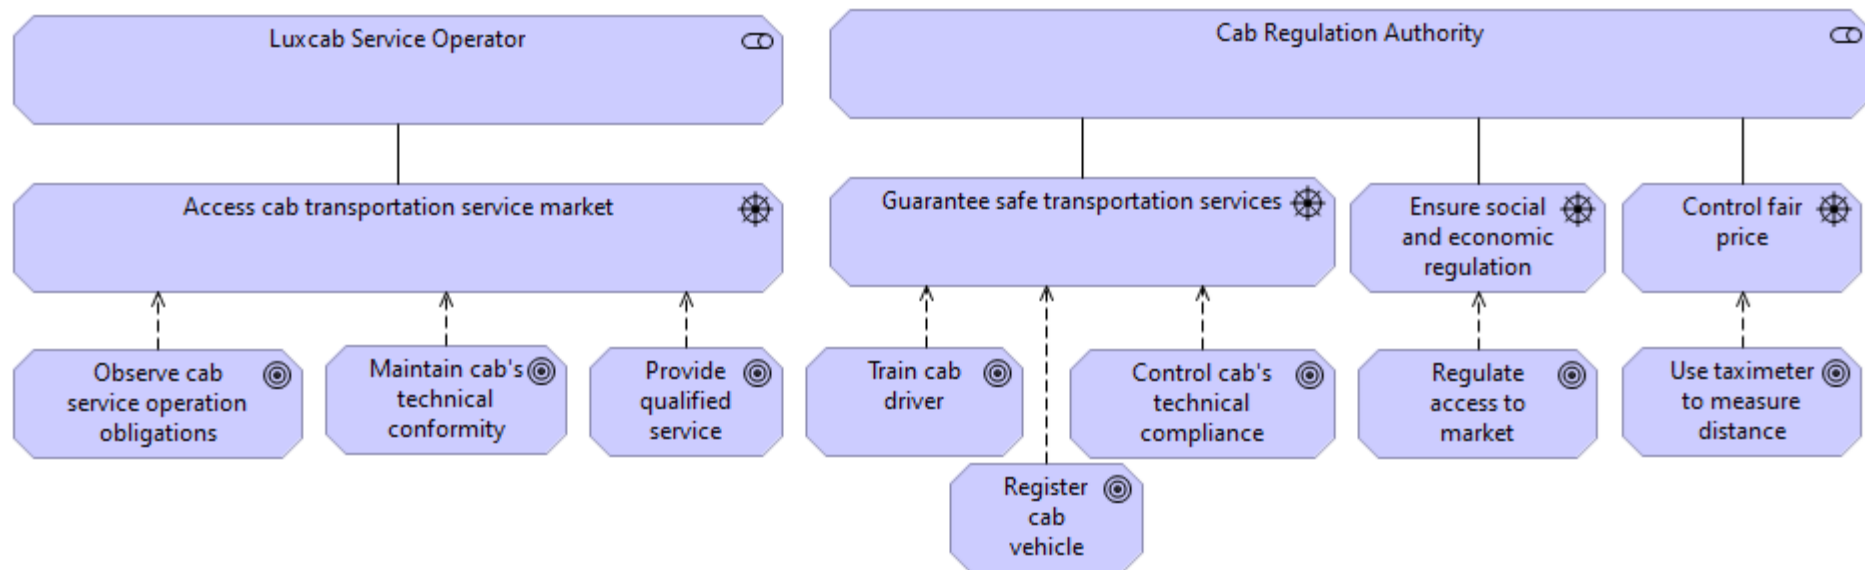 Luxcab Service Operator
Cab Regulation Authority
Access cab transportation service market
Guarantee safe transportation services
Ensure social
and economic
regulation
Control fair
price
Observe cab
service operation
obligations
Maintain cab's
technical
conformity
Provide
qualified
service
Train cab
driver
Control cab's
technical
compliance
Regulate
access to
market
Use taximeter
to measure
distance
Register
cab
vehicle